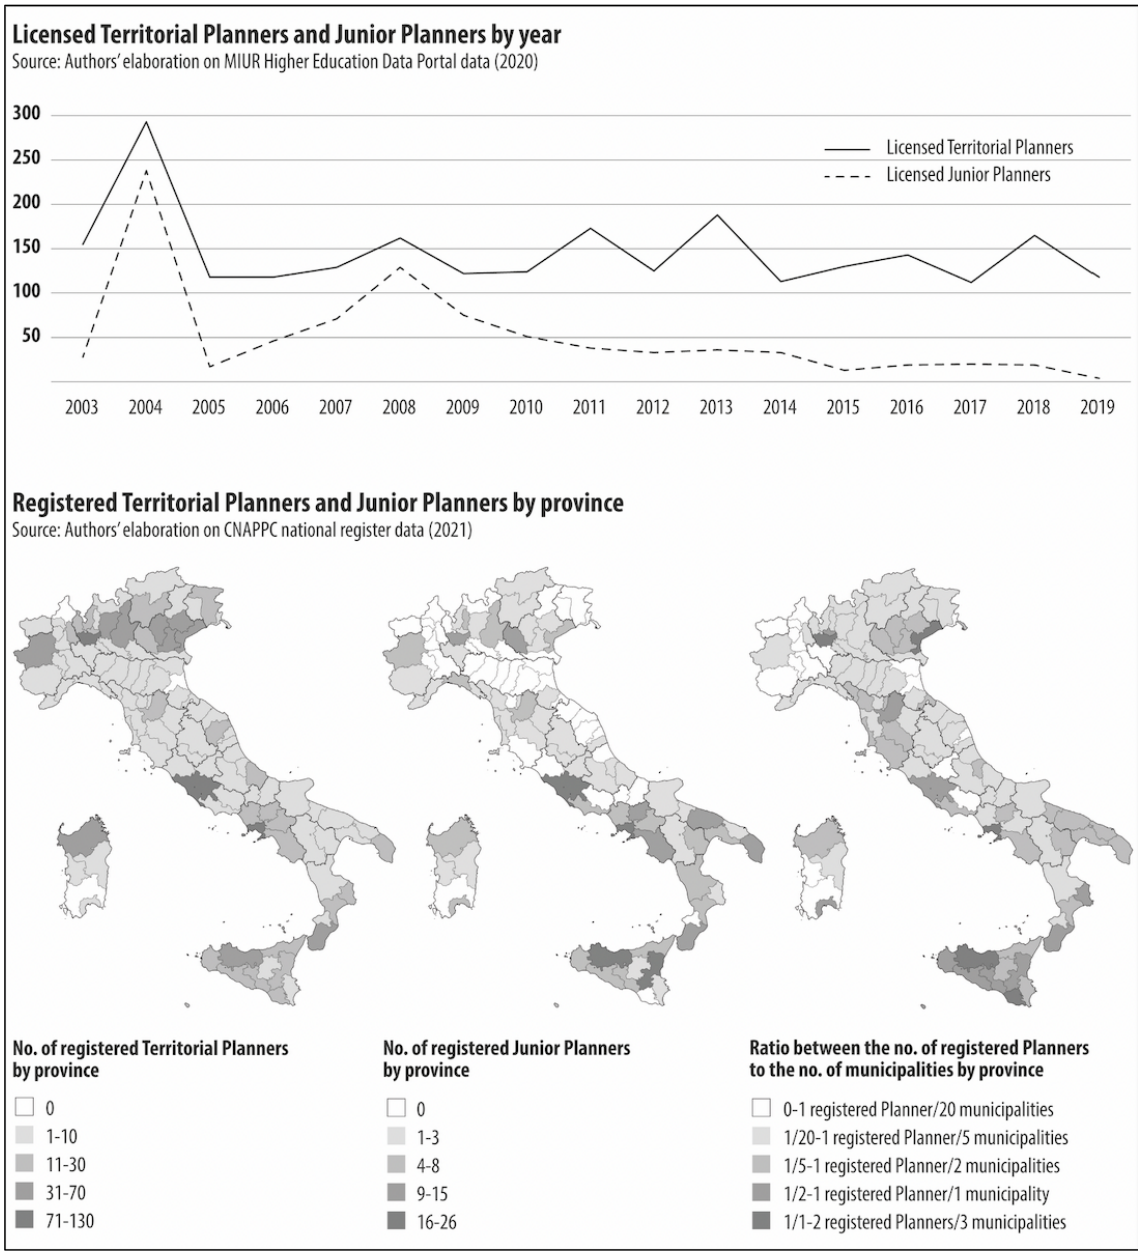 Licensed Territorial Planners and Junior Planners by year
Source: Authors' elaboration on MIUR Higher Education Data Portal data (2020)
300
250
200
150
100
50
Licensed Territorial Planners
Licensed Junior Planners
2003 2004 2005 2006 2007 2008 2009 2010 2011 2012 2013 2014 2015 2016 2017 2018 2019
Registered Territorial Planners and Junior Planners by province
Source: Authors' elaboration on CNAPPC national register data (2021)
No. of registered Territorial Planners
by province
0
1-10
11-30
31-70
71-130
No. of registered Junior Planners
by province
0
1-3
4-8
9-15
16-26
Ratio between the no. of registered Planners
to the no. of municipalities by province
0-1 registered Planner/20 municipalities
1/20-1 registered Planner/5 municipalities
1/5-1 registered Planner/2 municipalities
1/2-1 registered Planner/1 municipality
1/1-2 registered Planners/3 municipalities